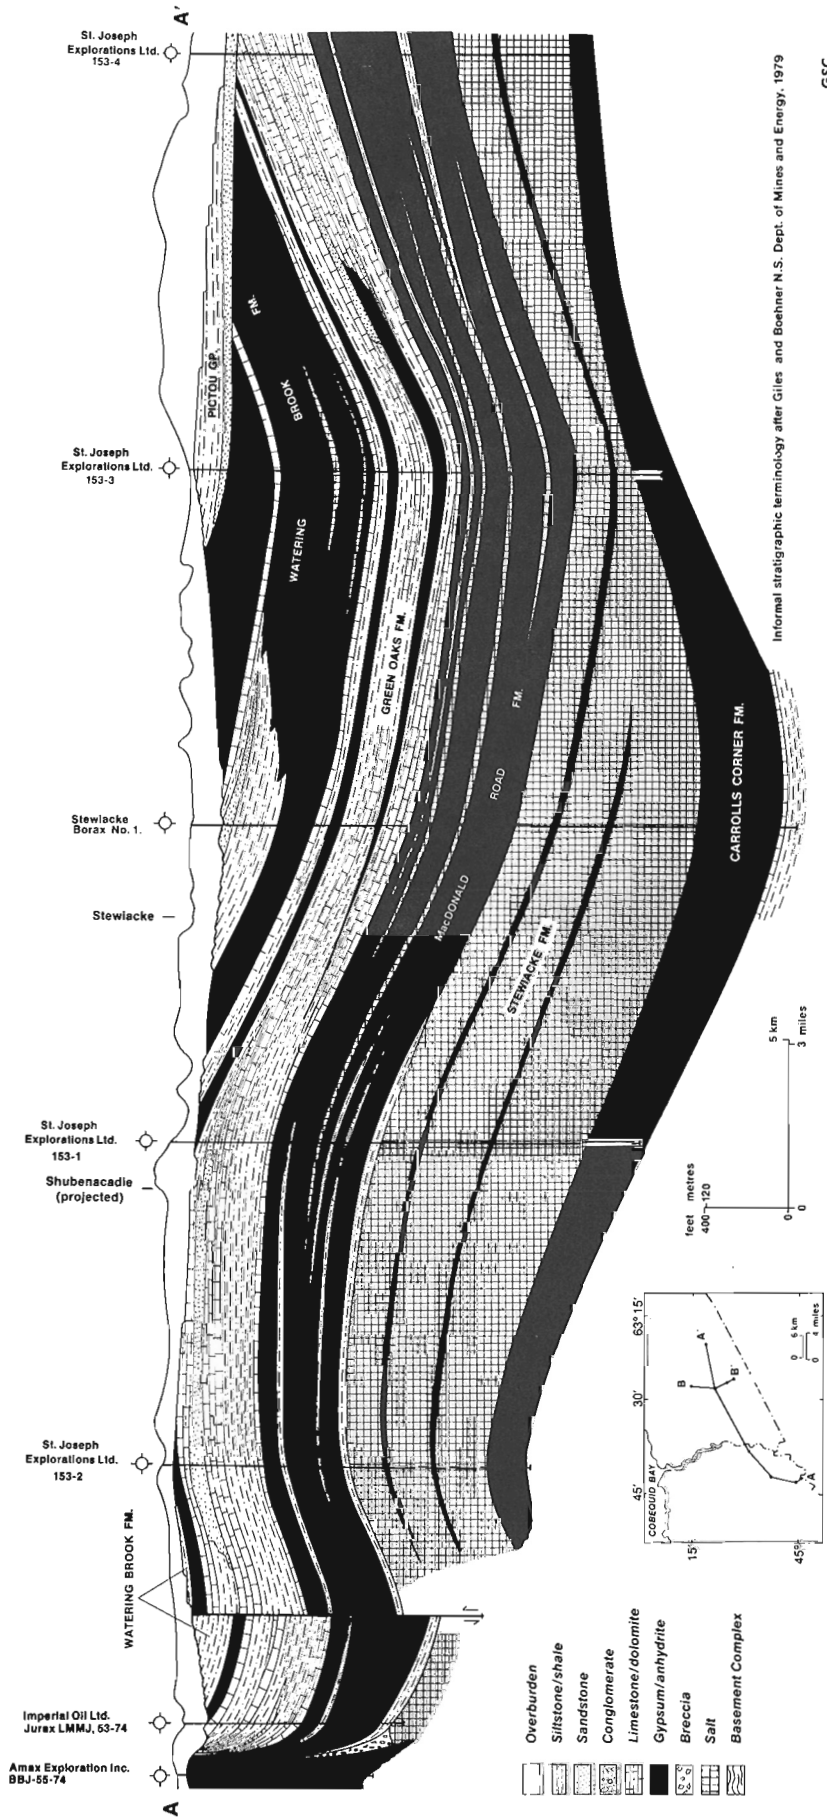 A
A'
Amax Exploration Inc.
BBJ-55-74
Imperial Oil Ltd.
Jurax LMMJ, 53-74
WATERING BROOK FM.
St. Joseph
Explorations Ltd.
153-2
Shubenacadie
(projected)
St. Joseph
Explorations Ltd.
153-1
Stewiacke
Stewiacke
Borax No. 1.
St. Joseph
Explorations Ltd.
153-3
St. Joseph
Explorations Ltd.
153-4
PICTOU GP.
WATERING
BROOK
FM.
GREEN OAKS FM.
MacDONALD
ROAD
FM.
STEWIACKE FM.
CARROLLS CORNER FM.
Overburden
Siltstone/shale
Sandstone
Conglomerate
Limestone/dolomite
Gypsum/anhydrite
Breccia
Salt
Basement Complex
COBEQUID BAY
45'
30'
63° 15'
15'
45°
A
A'
B
B'
0 6 km
0 4 miles
feet metres
400 120
0 0
5 km
3 miles
Informal stratigraphic terminology after Giles and Boehner N.S. Dept. of Mines and Energy, 1979
GSC